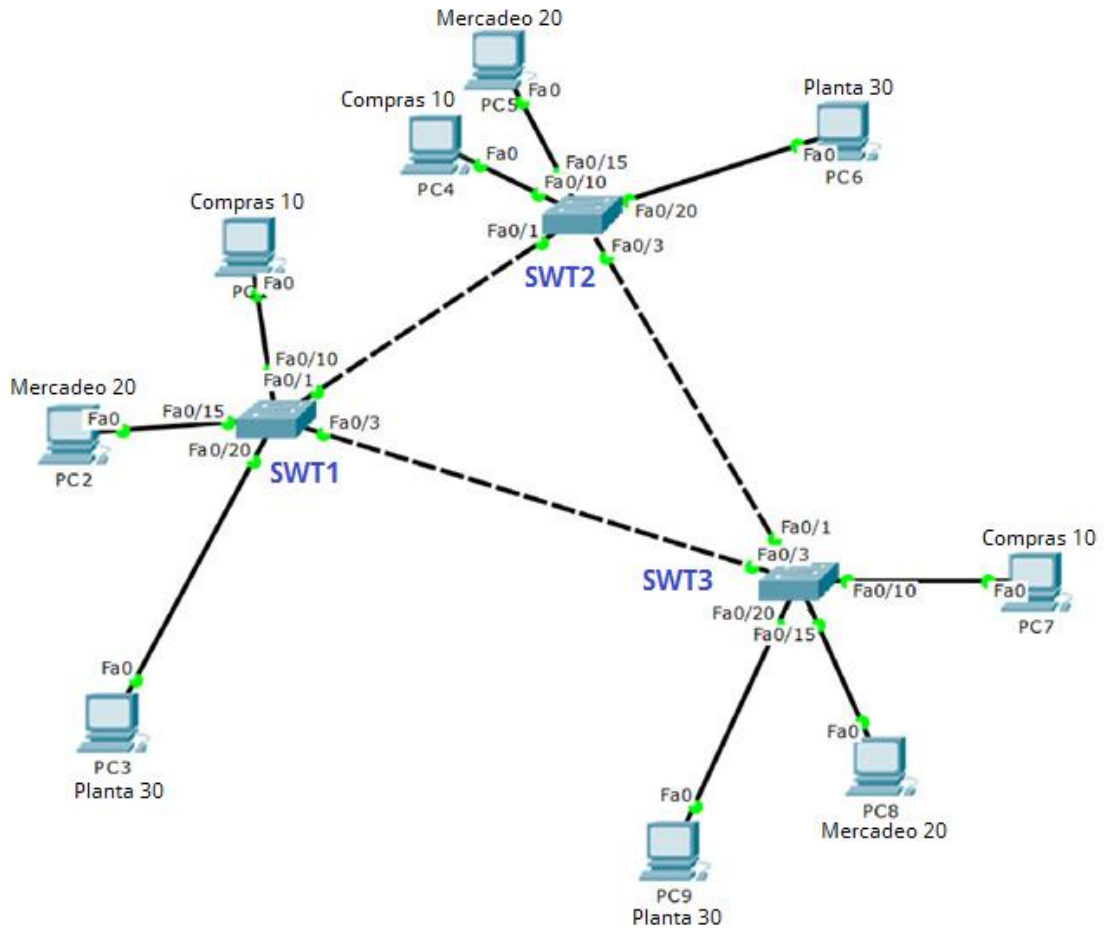 Mercadeo 20
Fa0
PC5
Compras 10
Fa0
PC4
Planta 30
Fa0
PC6
Fa0/15
Fa0/10
Fa0/20
Fa0/1
Fa0/3
SWT2
Compras 10
Fa0
Fa0/10
Fa0/1
Mercadeo 20
Fa0
Fa0/15
Fa0/3
Fa0/20
PC2
SWT1
Fa0/1
Fa0/3
Compras 10
SWT3
Fa0/10
Fa0
Fa0/20
Fa0/15
PC7
Fa0
PC3
Planta 30
Fa0
PC8
Mercadeo 20
Fa0
PC9
Planta 30